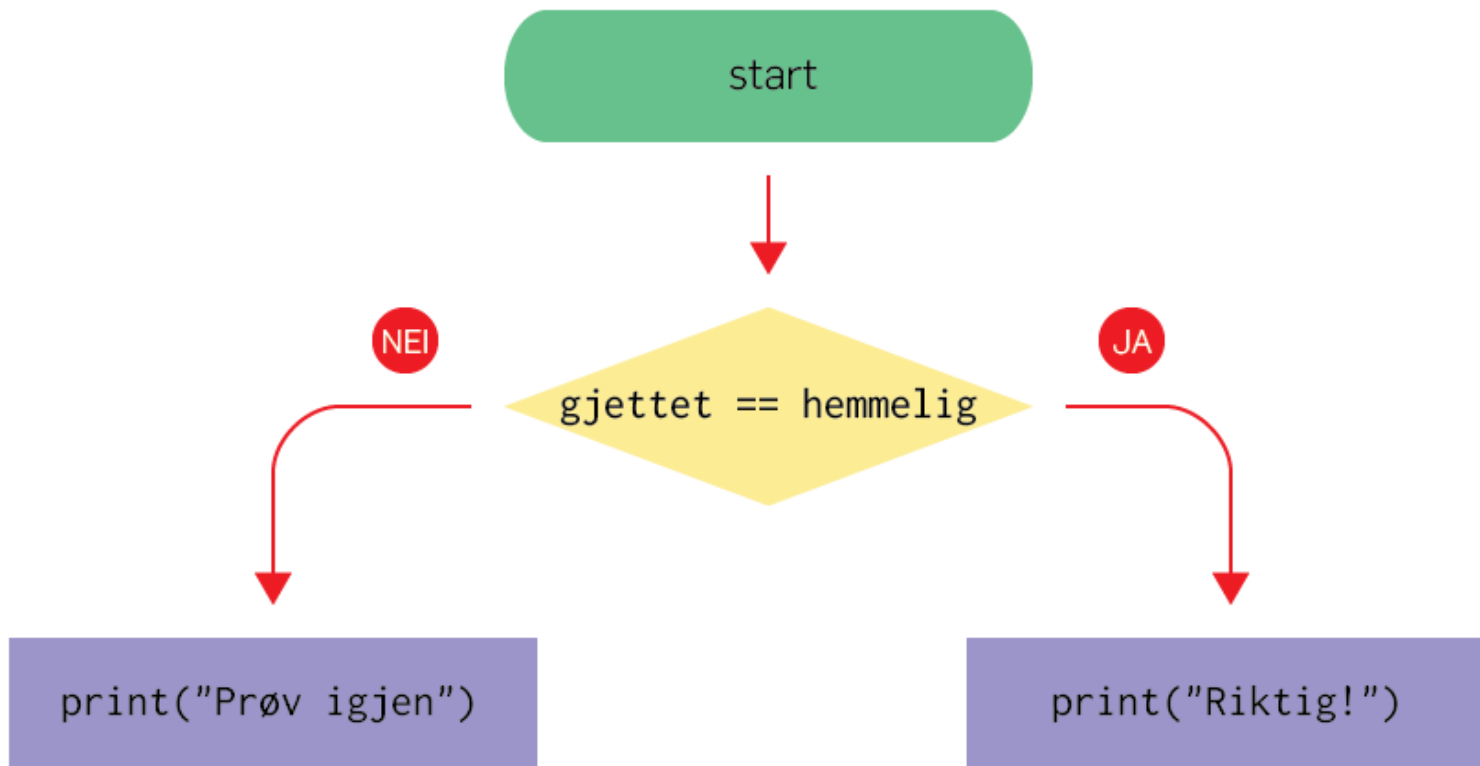 start
NEI
JA
gjettet == hemmelig
print("Prøv igjen")
print("Riktig!")